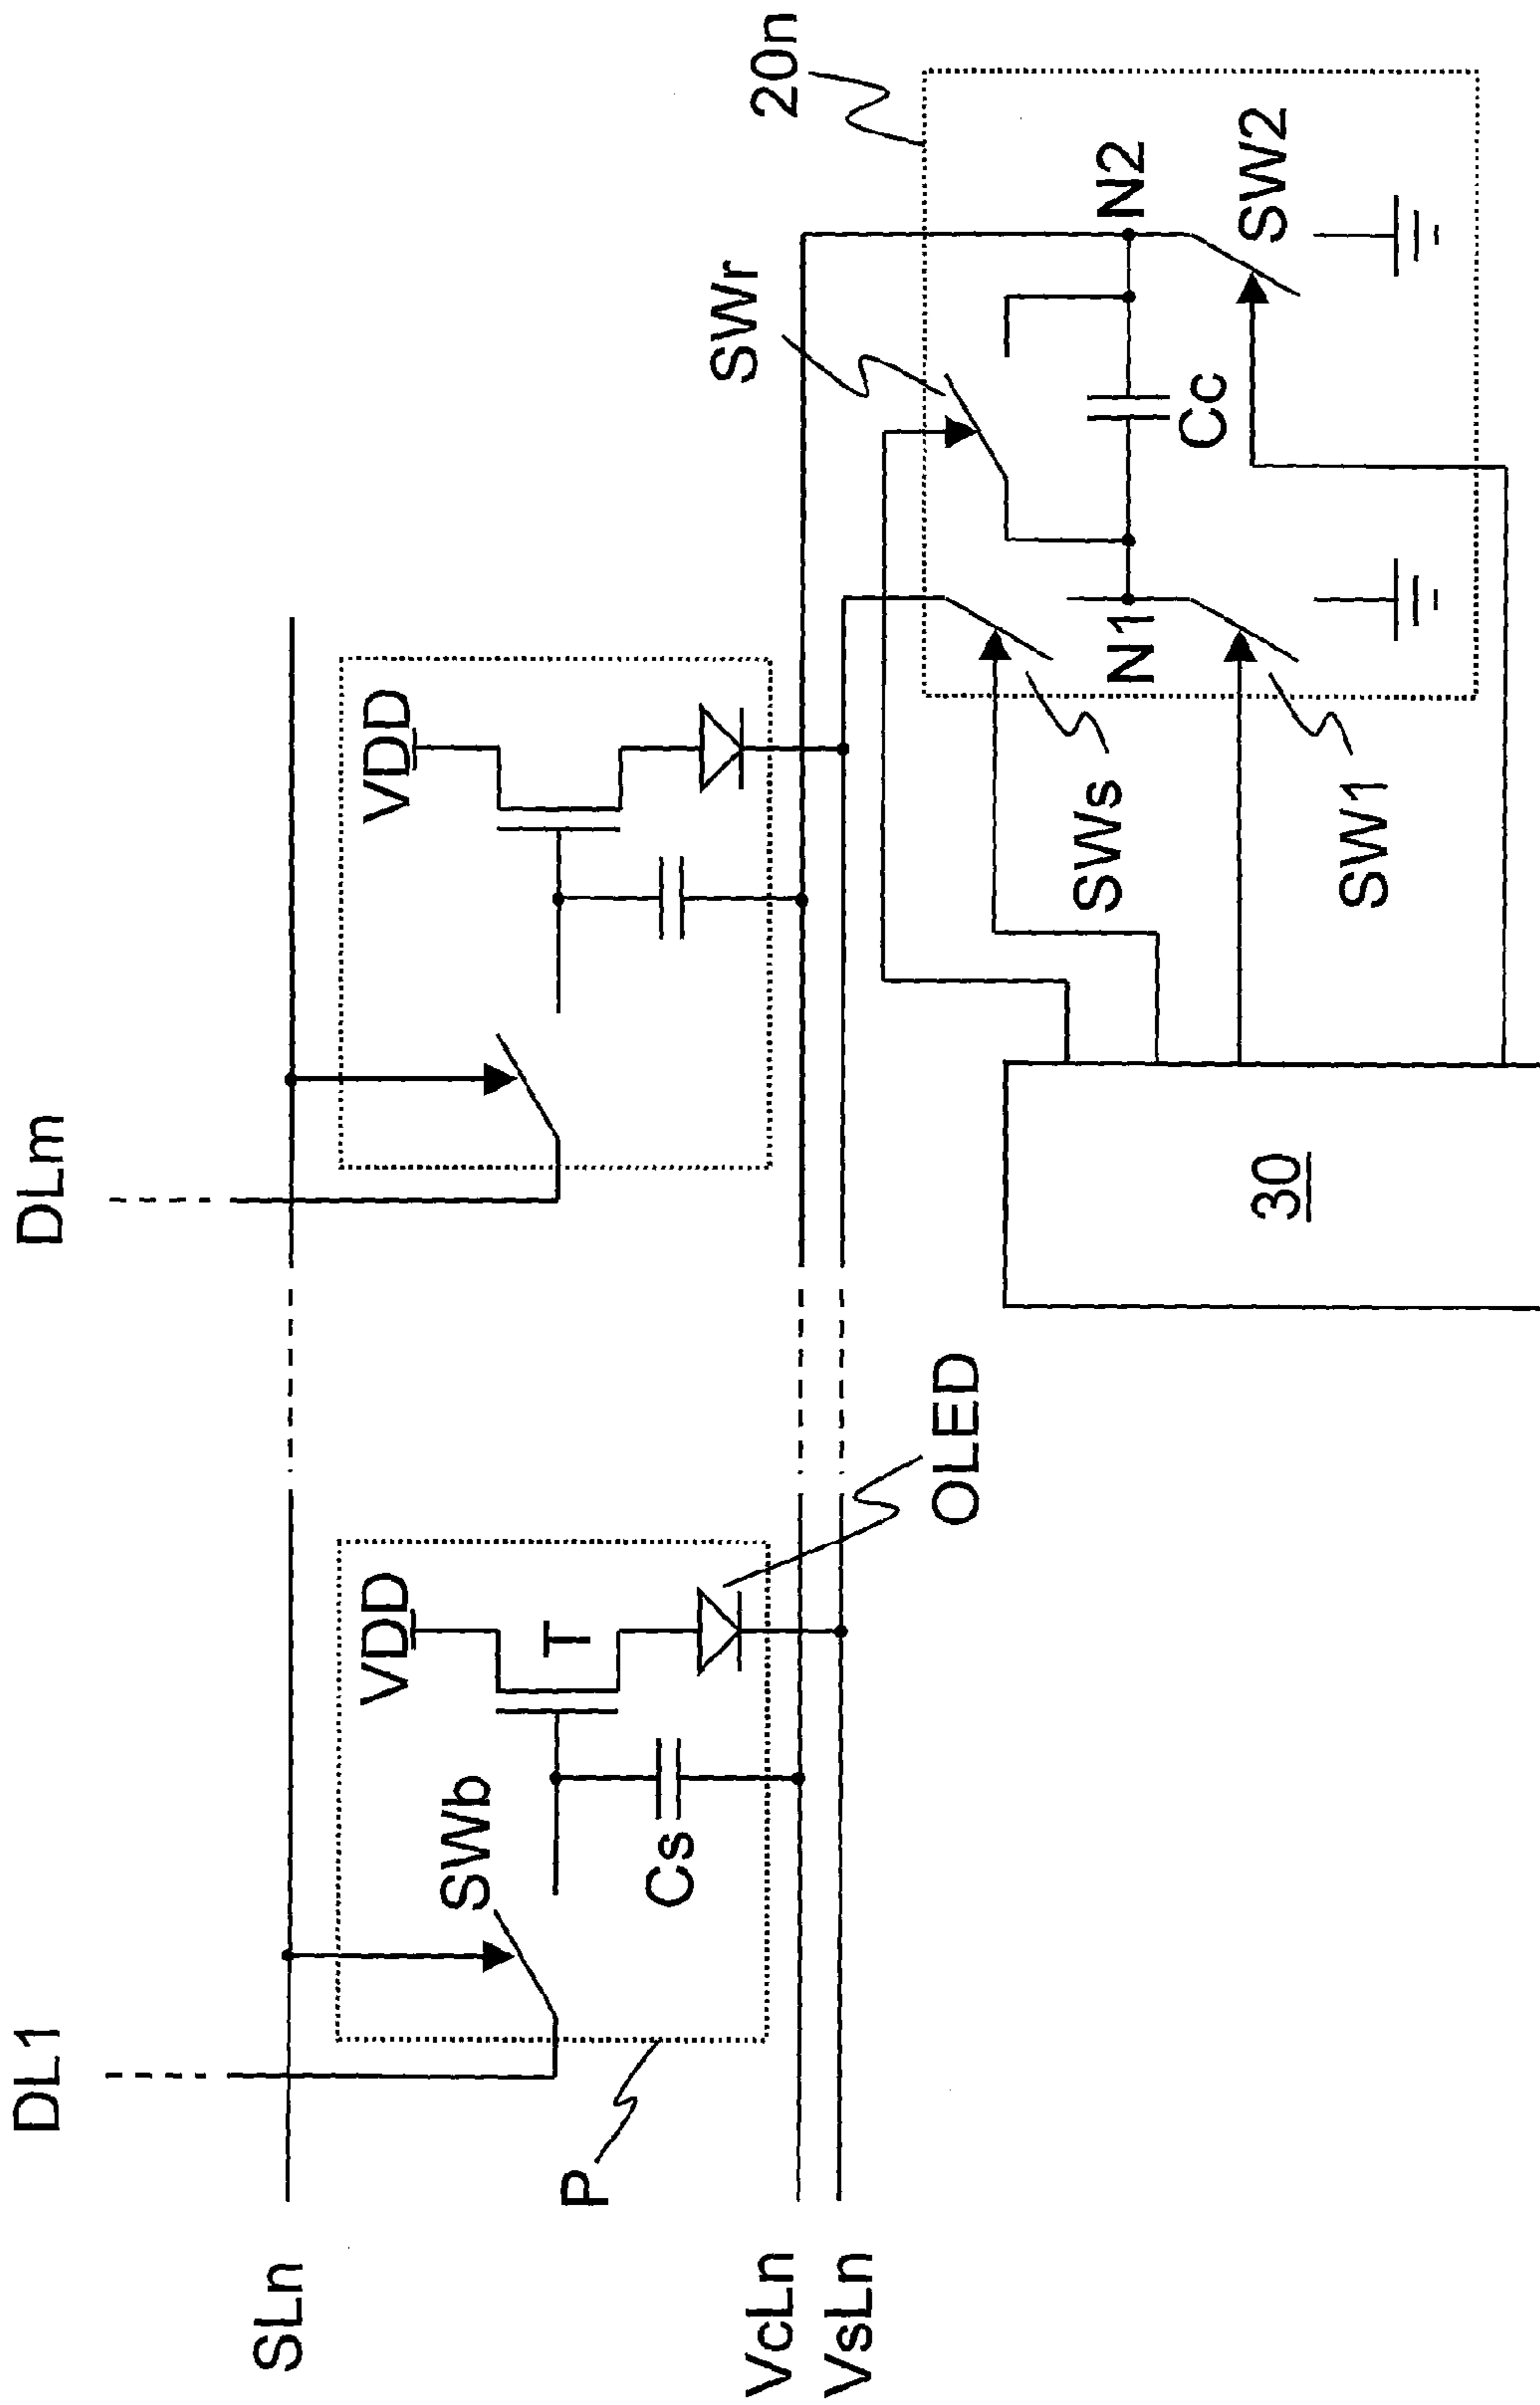 DL1
DLm
SLn
VDD
VDD
SWb
T
Cs
P
VcLn
VsLn
OLED
20n
SWr
N1
N2
Cc
SWs
SW1
SW2
30